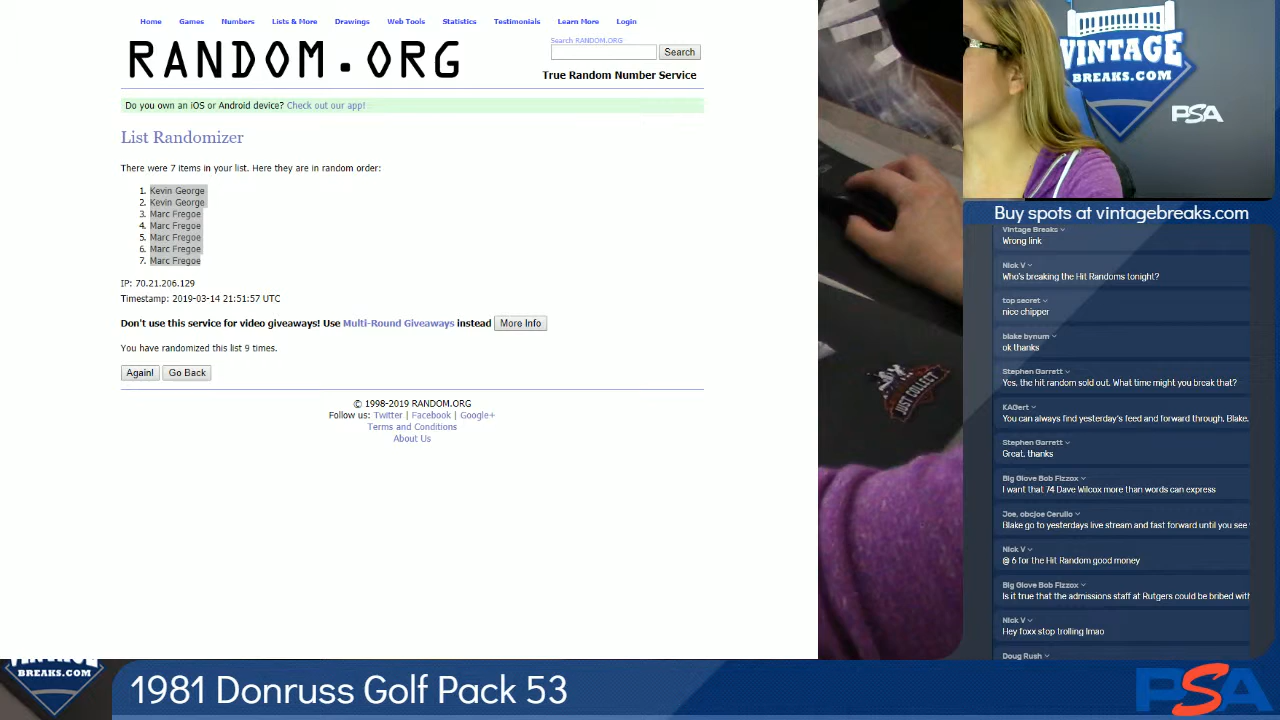 Home Games Numbers Lists & More Drawings Web Tools Statistics Testimonials Learn More Login
RANDOM.ORG
Search RANDOM.ORG
Search
True Random Number Service
Do you own an iOS or Android device? Check out our app!
List Randomizer
There were 7 items in your list. Here they are in random order:
1. Kevin George
2. Kevin George
3. Marc Fregoe
4. Marc Fregoe
5. Marc Fregoe
6. Marc Fregoe
7. Marc Fregoe
IP: 70.21.206.129
Timestamp: 2019-03-14 21:51:57 UTC
Don't use this service for video giveaways! Use Multi-Round Giveaways instead More Info
You have randomized this list 9 times.
Again! Go Back
© 1998-2019 RANDOM.ORG
Follow us: Twitter | Facebook | Google+
Terms and Conditions
About Us
JUST COLLECT
VINTAGE
BREAKS.COM
PSA
Buy spots at vintagebreaks.com
Vintage Breaks
Wrong link
Nick V
Who's breaking the Hit Randoms tonight?
top secret
nice chipper
blake bynum
ok thanks
Stephen Garrett
Yes, the hit random sold out. What time might you break that?
KAGert
You can always find yesterday's feed and forward through, Blake.
Stephen Garrett
Great, thanks
Big Glove Bob Fizzox
I want that 74 Dave Wilcox more than words can express
Joe, obcjoe Cerullo
Blake go to yesterdays live stream and fast forward until you see
Nick V
@ 6 for the Hit Random good money
Big Glove Bob Fizzox
Is it true that the admissions staff at Rutgers could be bribed with
Nick V
Hey foxx stop trolling lmao
Doug Rush
VINTAGE
BREAKS.COM
1981 Donruss Golf Pack 53
PSA